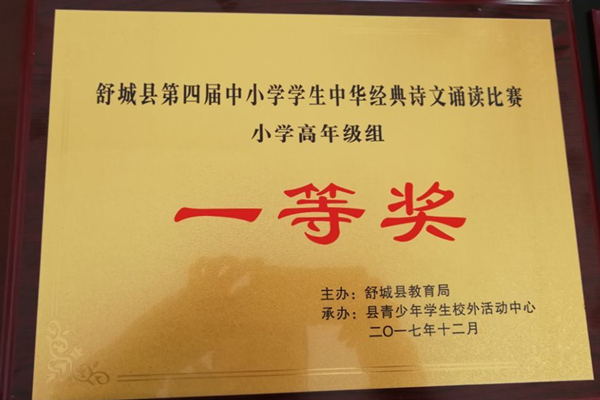 舒城县第四届中小学学生中华经典诗文诵读比赛
小学高年级组
一等奖
主办：舒城县教育局
承办：县青少年学生校外活动中心
二〇一七年十二月